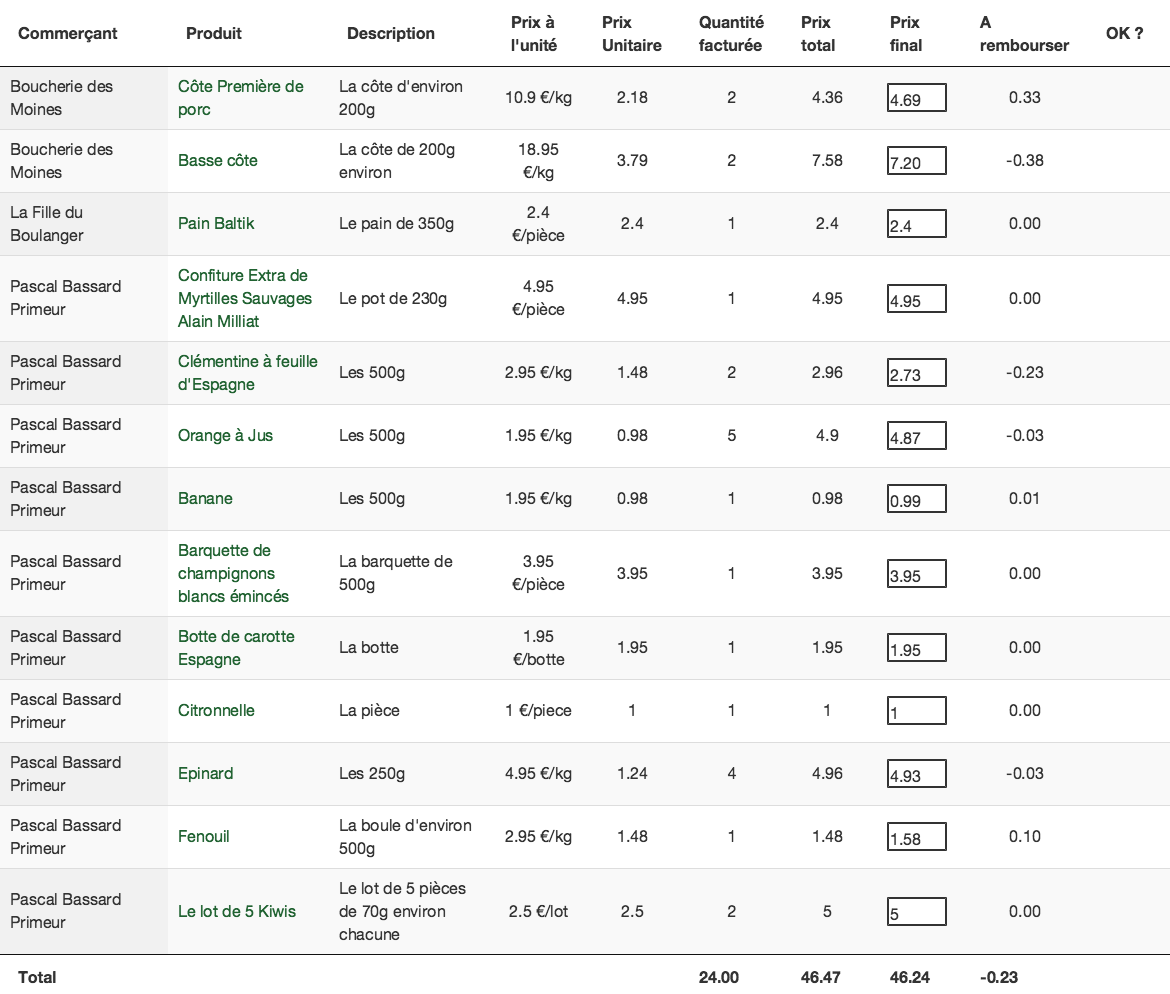 Commerçant Produit Description Prix à l'unité Prix Unitaire Quantité facturée Prix total Prix final A rembourser OK ?
Boucherie des Moines Côte Première de porc La côte d'environ 200g 10.9 €/kg 2.18 2 4.36 4.69 0.33
Boucherie des Moines Basse côte La côte de 200g environ 18.95 €/kg 3.79 2 7.58 7.20 -0.38
La Fille du Boulanger Pain Baltik Le pain de 350g 2.4 €/pièce 2.4 1 2.4 2.4 0.00
Pascal Bassard Primeur Confiture Extra de Myrtilles Sauvages Alain Milliat Le pot de 230g 4.95 €/pièce 4.95 1 4.95 4.95 0.00
Pascal Bassard Primeur Clémentine à feuille d'Espagne Les 500g 2.95 €/kg 1.48 2 2.96 2.73 -0.23
Pascal Bassard Primeur Orange à Jus Les 500g 1.95 €/kg 0.98 5 4.9 4.87 -0.03
Pascal Bassard Primeur Banane Les 500g 1.95 €/kg 0.98 1 0.98 0.99 0.01
Pascal Bassard Primeur Barquette de champignons blancs émincés La barquette de 500g 3.95 €/pièce 3.95 1 3.95 3.95 0.00
Pascal Bassard Primeur Botte de carotte Espagne La botte 1.95 €/botte 1.95 1 1.95 1.95 0.00
Pascal Bassard Primeur Citronnelle La pièce 1 €/piece 1 1 1 1 0.00
Pascal Bassard Primeur Epinard Les 250g 4.95 €/kg 1.24 4 4.96 4.93 -0.03
Pascal Bassard Primeur Fenouil La boule d'environ 500g 2.95 €/kg 1.48 1 1.48 1.58 0.10
Pascal Bassard Primeur Le lot de 5 Kiwis Le lot de 5 pièces de 70g environ chacune 2.5 €/lot 2.5 2 5 5 0.00
Total 24.00 46.47 46.24 -0.23